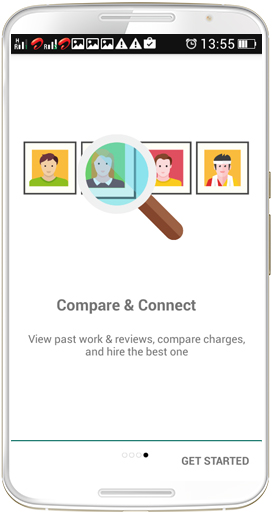 H
R
R
13:55
Compare & Connect
View past work & reviews, compare charges,
and hire the best one
GET STARTED